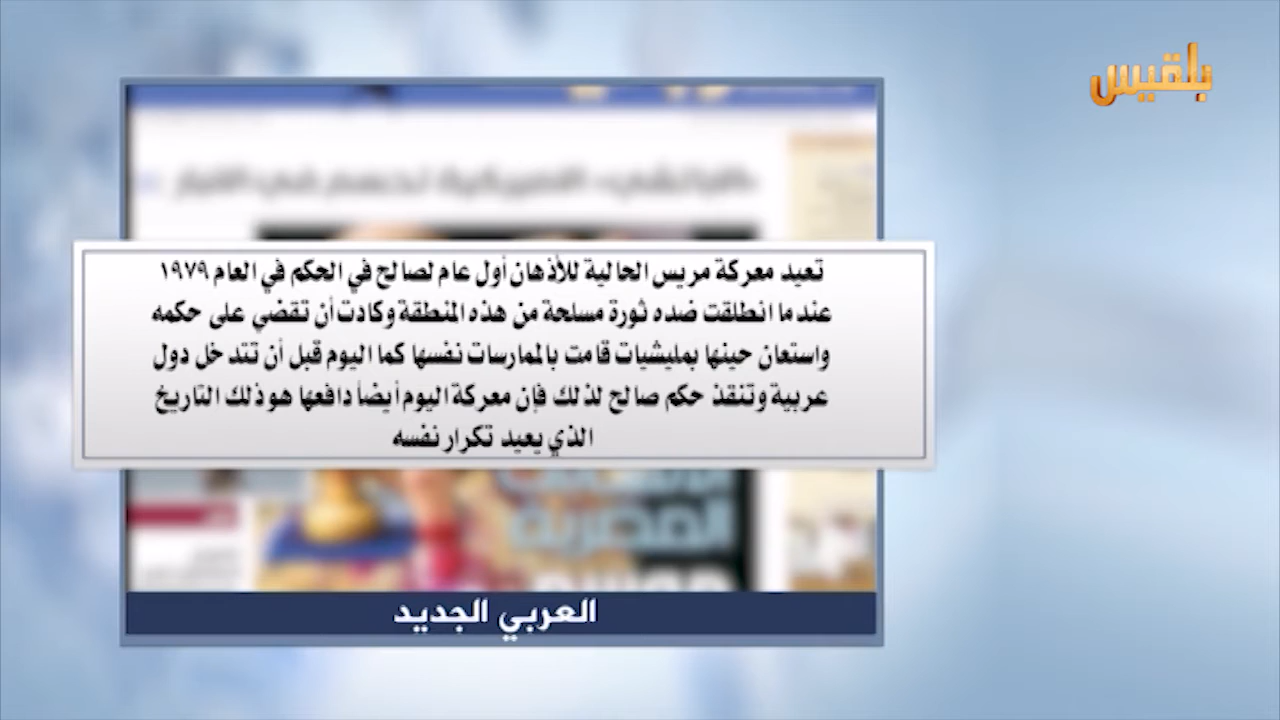 بلقيس
تعيد معركة مريس الحالية للأذهان أول عام لصالح في الحكم في العام ١٩٧٩
عندما انطلقت ضده ثورة مسلحة من هذه المنطقة وكادت أن تقضي على حكمه
واستعان حينها بمليشيات قامت بالممارسات نفسها كما اليوم قبل أن تتدخل دول
عربية وتنقذ حكم صالح لذلك فإن معركة اليوم أيضاً دافعها هو ذلك التاريخ
الذي يعيد تكرار نفسه
المصرية
العربي الجديد